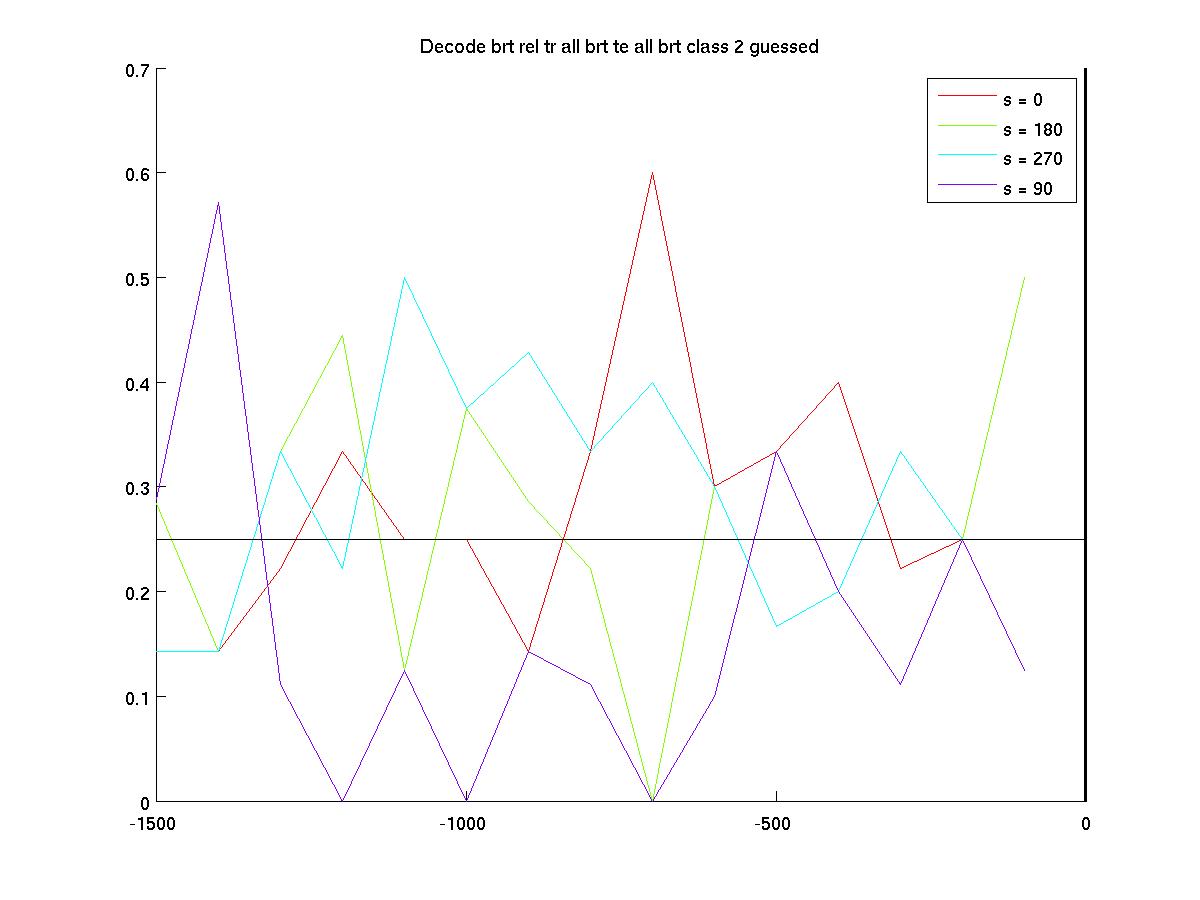 Decode brt rel tr all brt te all brt class 2 guessed
0.7
s = 0
s = 180
s = 270
s = 90
0.6
0.5
0.4
0.3
0.2
0.1
0
-1500
-1000
-500
0